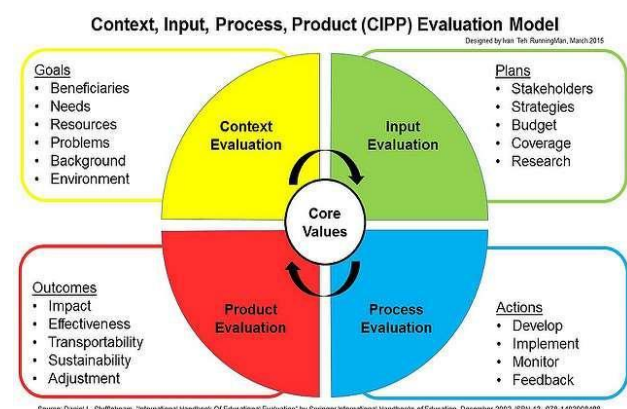 Context, Input, Process, Product (CIPP) Evaluation Model
Designed by Ivan Teh RunningMan, March 2015
Goals
• Beneficiaries
• Needs
• Resources
• Problems
• Background
• Environment
Context
Evaluation
Input
Evaluation
Plans
• Stakeholders
• Strategies
• Budget
• Coverage
• Research
Core
Values
Outcomes
• Impact
• Effectiveness
• Transportability
• Sustainability
• Adjustment
Product
Evaluation
Process
Evaluation
Actions
• Develop
• Implement
• Monitor
• Feedback